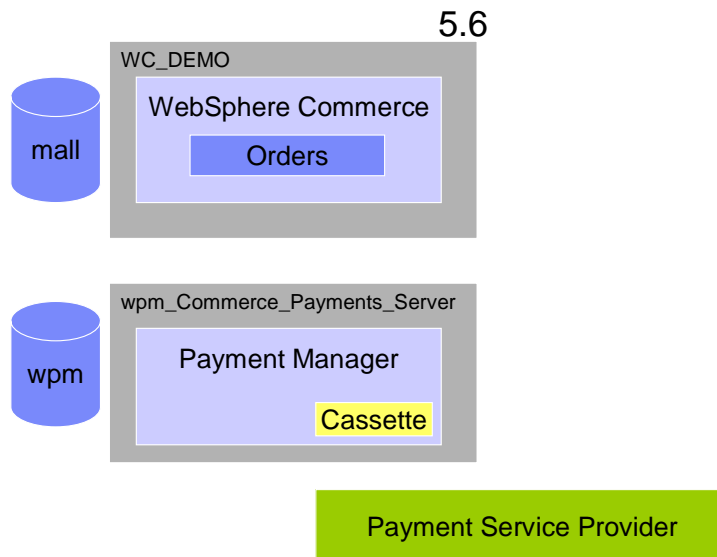 5.6
WC_DEMO
WebSphere Commerce
mall
Orders
wpm_Commerce_Payments_Server
Payment Manager
wpm
Cassette
Payment Service Provider